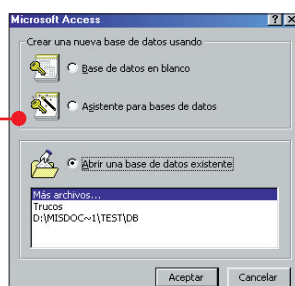 Microsoft Access
Crear una nueva base de datos usando
Base de datos en blanco
Asistente para bases de datos
Abrir una base de datos existente
Más archivos...
Trucos
D:\MISDOC~1\TEST\DB
Aceptar
Cancelar